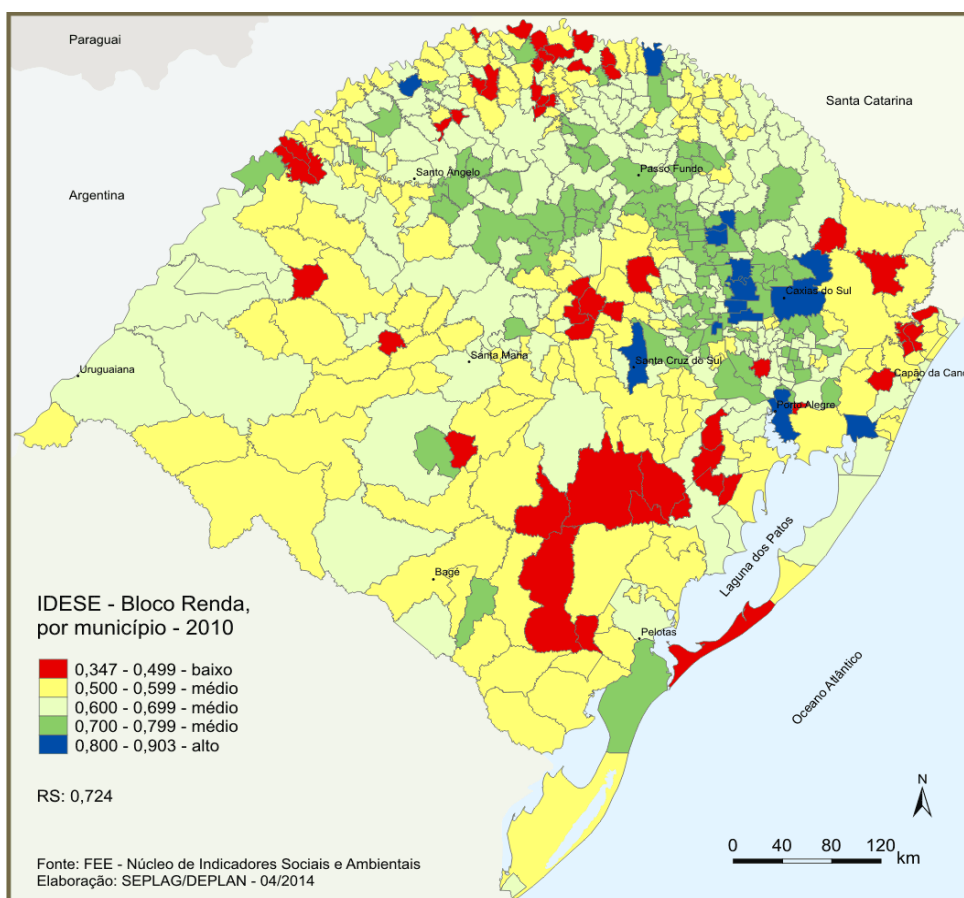 Paraguai
Santa Catarina
Argentina
Santo Ângelo
Passo Fundo
Caxias do Sul
Uruguaiana
Santa Maria
Santa Cruz do Sul
Capão da Cano
Porto Alegre
Laguna dos Patos
Bagé
Pelotas
Oceano Atlântico
IDESE - Bloco Renda,
por município - 2010
0,347 - 0,499 - baixo
0,500 - 0,599 - médio
0,600 - 0,699 - médio
0,700 - 0,799 - médio
0,800 - 0,903 - alto
RS: 0,724
N
0 40 80 120
km
Fonte: FEE - Núcleo de Indicadores Sociais e Ambientais
Elaboração: SEPLAG/DEPLAN - 04/2014